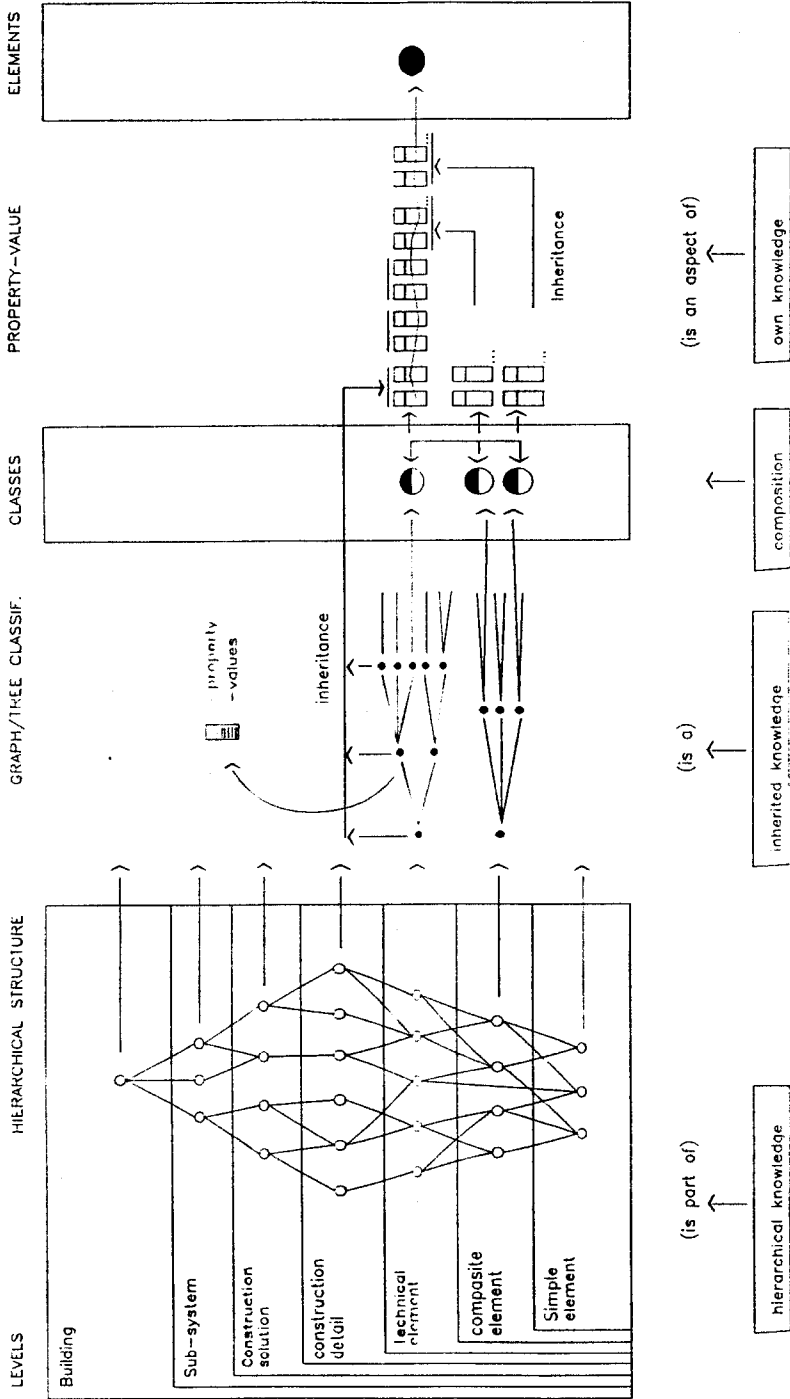 LEVELS
HIERARCHICAL STRUCTURE
GRAPH/TREE CLASSIF.
CLASSES
PROPERTY-VALUE
ELEMENTS
Building
Sub-system
Construction
solution
construction
detail
Technical
element
composite
element
Simple
element
property
-values
inheritance
Inheritance
(is part of)
(is a)
(is an aspect of)
hierarchical knowledge
inherited knowledge
composition
own knowledge